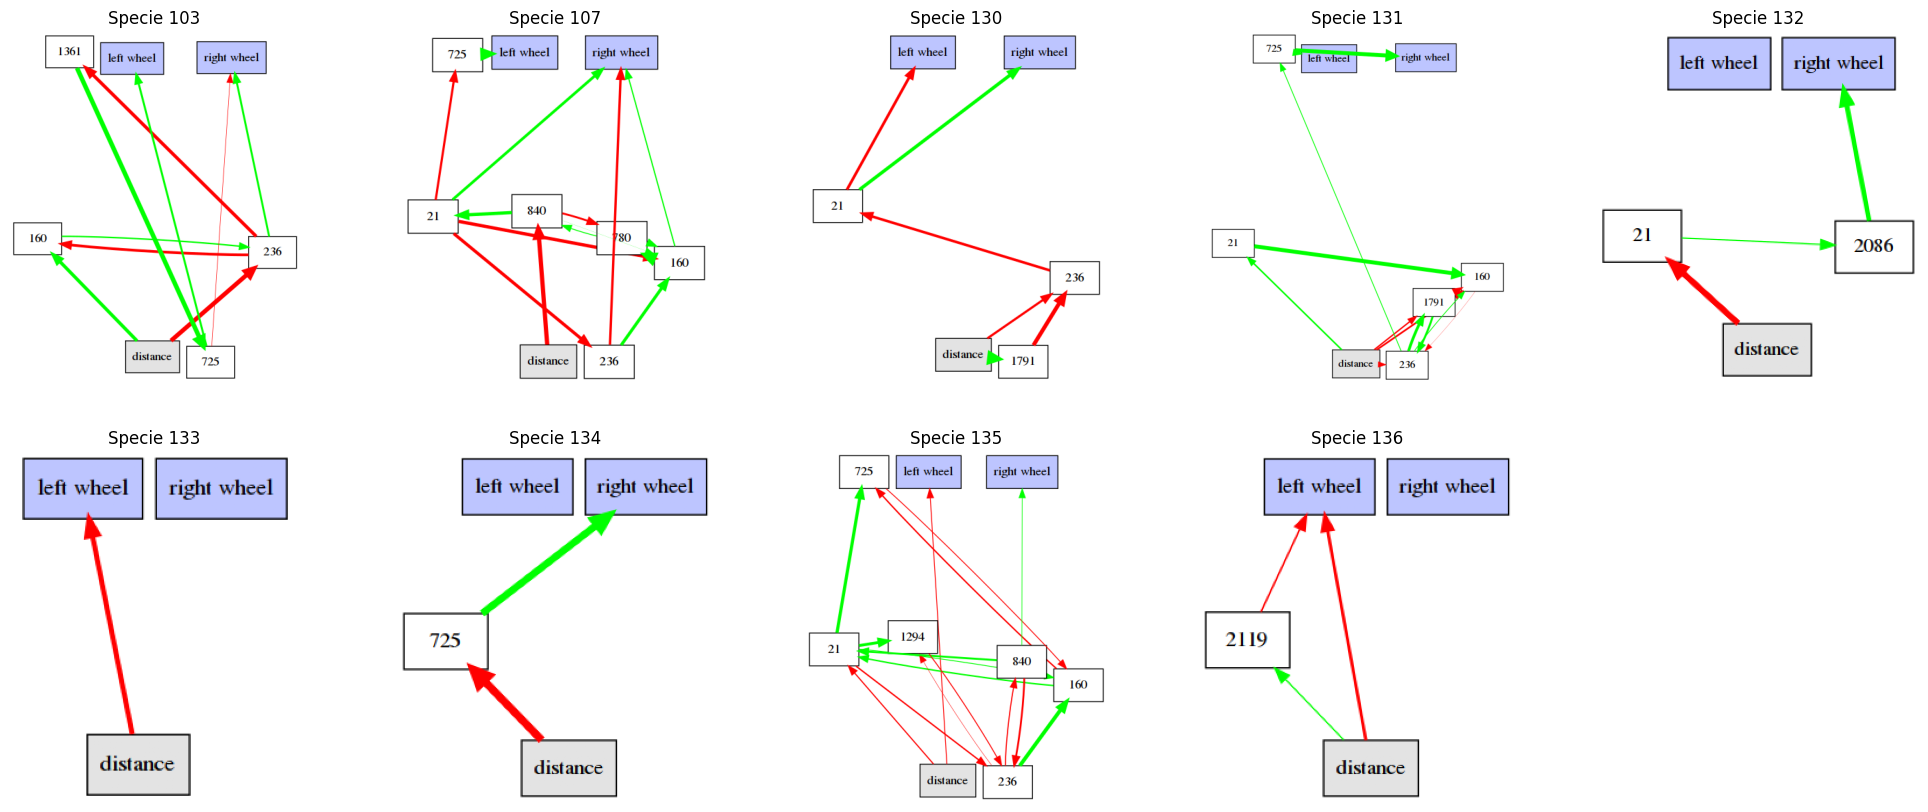 Specie 103
1361
left wheel
right wheel
160
236
distance
725
Specie 107
725
left wheel
right wheel
21
840
780
160
distance
236
Specie 130
left wheel
right wheel
21
236
distance
1791
Specie 131
725
left wheel
right wheel
21
160
1791
distance
236
Specie 132
left wheel
right wheel
21
2086
distance
Specie 133
left wheel
right wheel
distance
Specie 134
left wheel
right wheel
725
distance
Specie 135
725
left wheel
right wheel
21
1294
840
160
distance
236
Specie 136
left wheel
right wheel
2119
distance